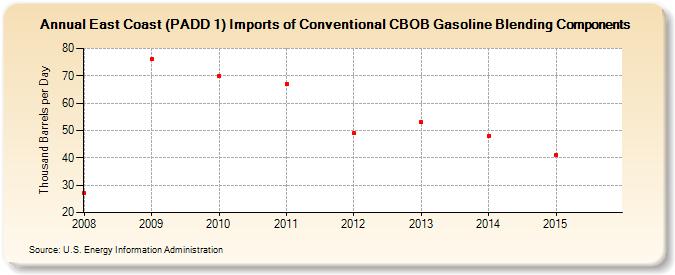 Annual East Coast (PADD 1) Imports of Conventional CBOB Gasoline Blending Components
Thousand Barrels per Day
80
70
60
50
40
30
20
2008 2009 2010 2011 2012 2013 2014 2015
Source: U.S. Energy Information Administration